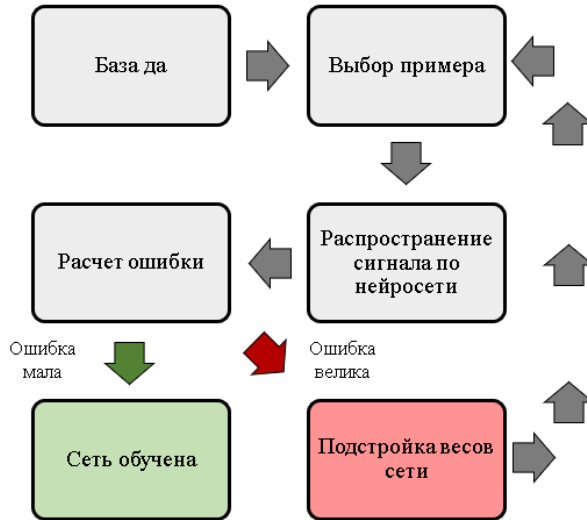 База да
Выбор примера
Распространение
сигнала по
нейросети
Расчет ошибки
Ошибка
мала
Ошибка
велика
Сеть обучена
Подстройка весов
сети